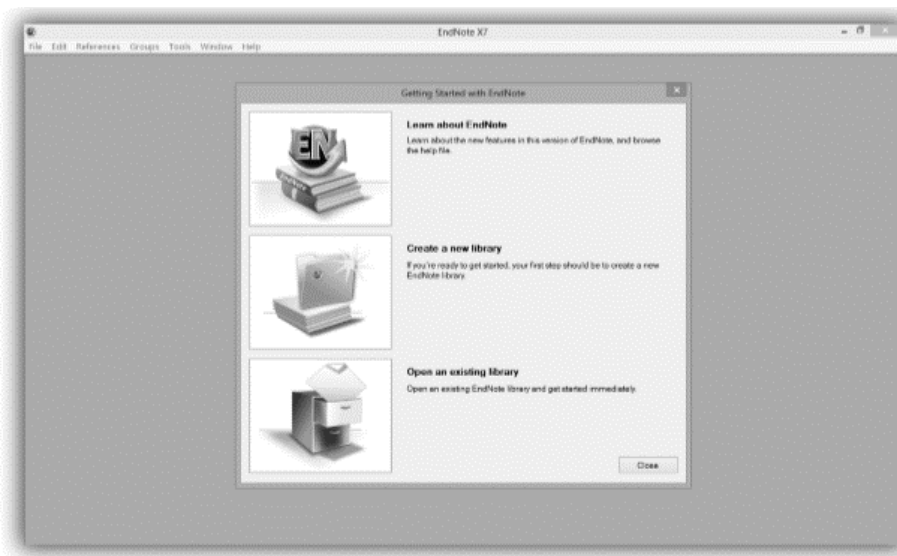 EndNote X7
File Edit References Groups Tools Window Help
Getting Started with EndNote
EN
EndNote
Learn about EndNote
Learn about the new features in this version of EndNote, and browse
the help file.
Create a new library
If you're ready to get started, your first step should be to create a new
EndNote library.
Open an existing library
Open an existing EndNote library and get started immediately.
Close